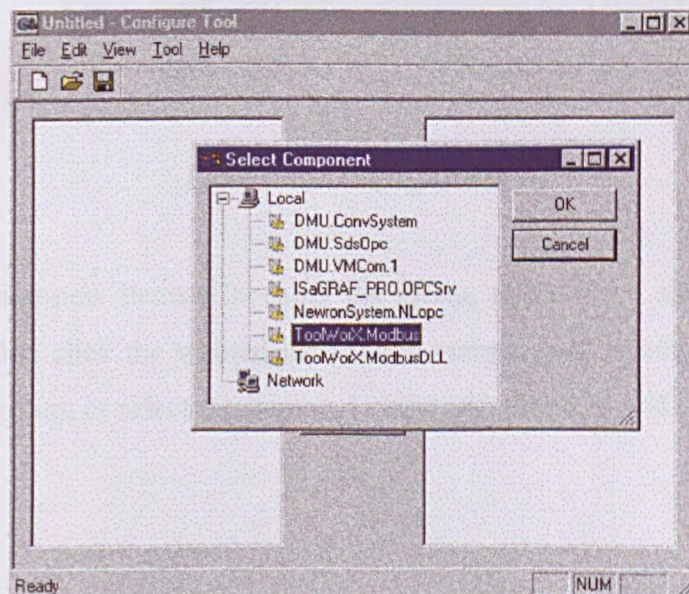 Untitled - Configure Tool
File Edit View Tool Help
Select Component
Local
DMU.ConvSystem
DMU.SdsOpc
DMU.VMCom.1
ISaGRAF_PRO.OPCSrv
NewronSystem.NLopc
ToolWorX.Modbus
ToolWorX.ModbusDLL
Network
OK
Cancel
Ready
NUM